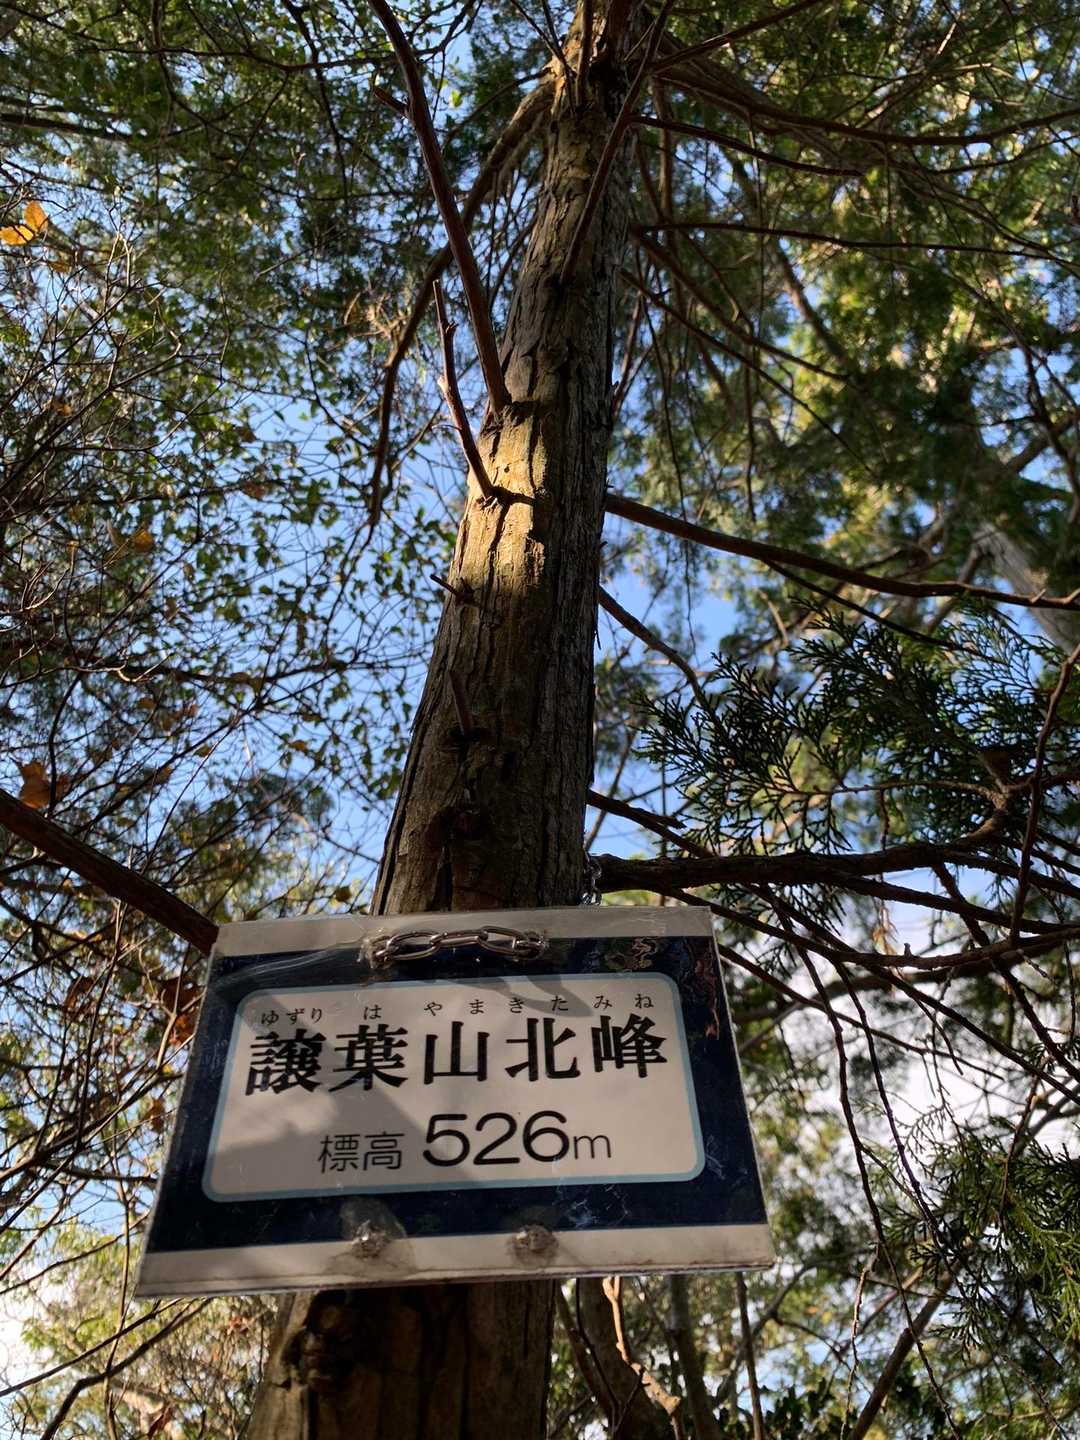 ゆずり は やまきたみね
譲葉山北峰
標高 526m